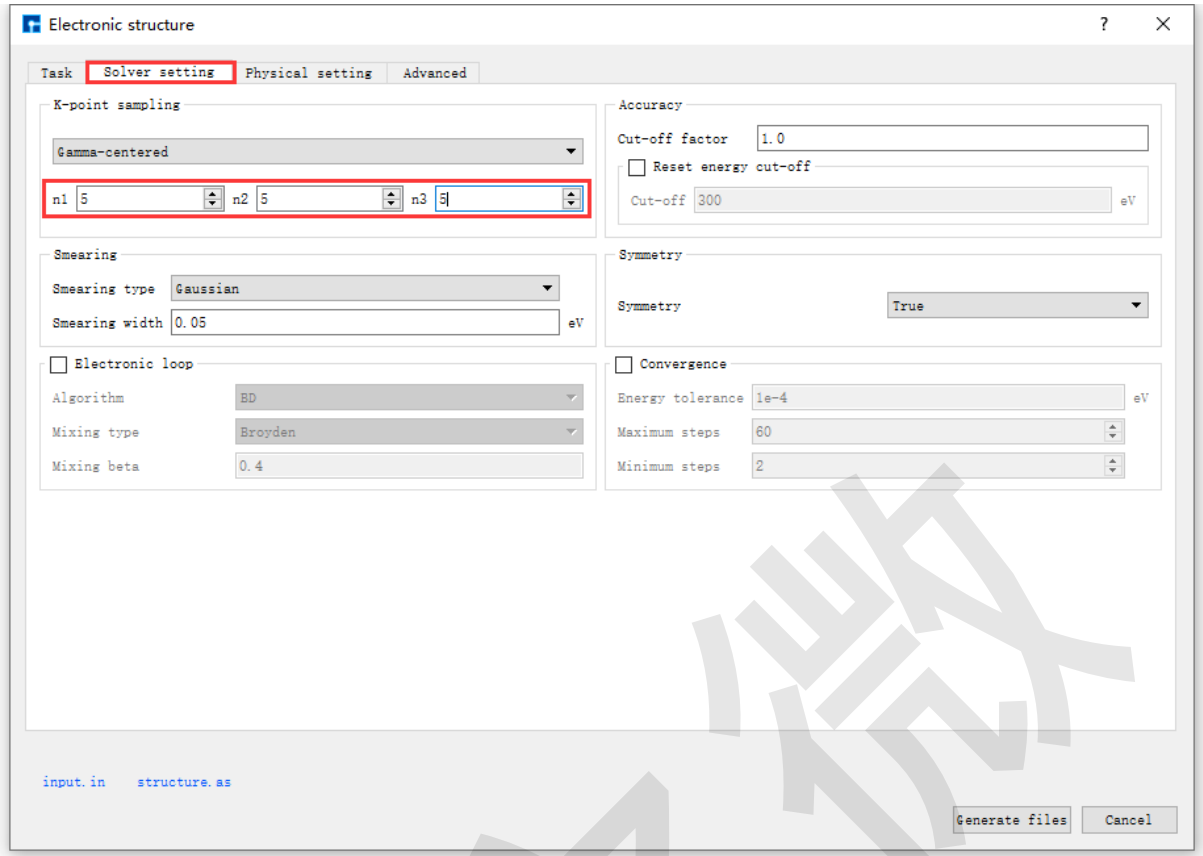 Electronic structure
?
Task Solver setting Physical setting Advanced
K-point sampling
Gamma-centered
n1 5 n2 5 n3 5
Accuracy
Cut-off factor 1.0
Reset energy cut-off
Cut-off 300 eV
Smearing
Smearing type Gaussian
Smearing width 0.05 eV
Symmetry
Symmetry True
Electronic loop
Algorithm BD
Mixing type Broyden
Mixing beta 0.4
Convergence
Energy tolerance 1e-4 eV
Maximum steps 60
Minimum steps 2
input.in structure.as
Generate files Cancel
微